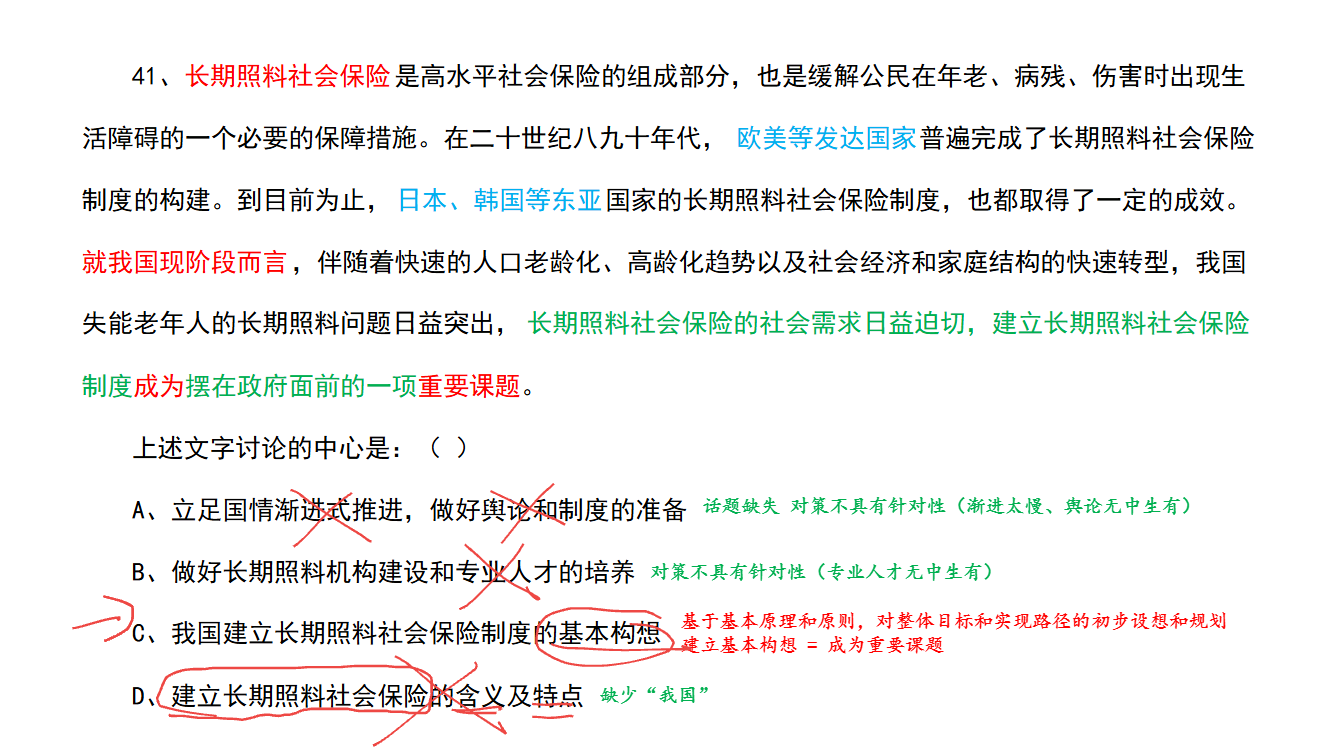 41、长期照料社会保险是高水平社会保险的组成部分，也是缓解公民在年老、病残、伤害时出现生
活障碍的一个必要的保障措施。在二十世纪八九十年代，欧美等发达国家普遍完成了长期照料社会保险
制度的构建。到目前为止，日本、韩国等东亚国家的长期照料社会保险制度，也都取得了一定的成效。
就我国现阶段而言，伴随着快速的人口老龄化、高龄化趋势以及社会经济和家庭结构的快速转型，我国
失能老年人的长期照料问题日益突出，长期照料社会保险的社会需求日益迫切，建立长期照料社会保险
制度成为摆在政府面前的一项重要课题。
上述文字讨论的中心是：（ ）
A、立足国情渐进式推进，做好舆论和制度的准备 话题缺失 对策不具有针对性（渐进太慢、舆论无中生有）
B、做好长期照料机构建设和专业人才的培养 对策不具有针对性（专业人才无中生有）
C、我国建立长期照料社会保险制度的基本构想 基于基本原理和原则，对整体目标和实现路径的初步设想和规划
建立基本构想 = 成为重要课题
D、建立长期照料社会保险的含义及特点 缺少“我国”